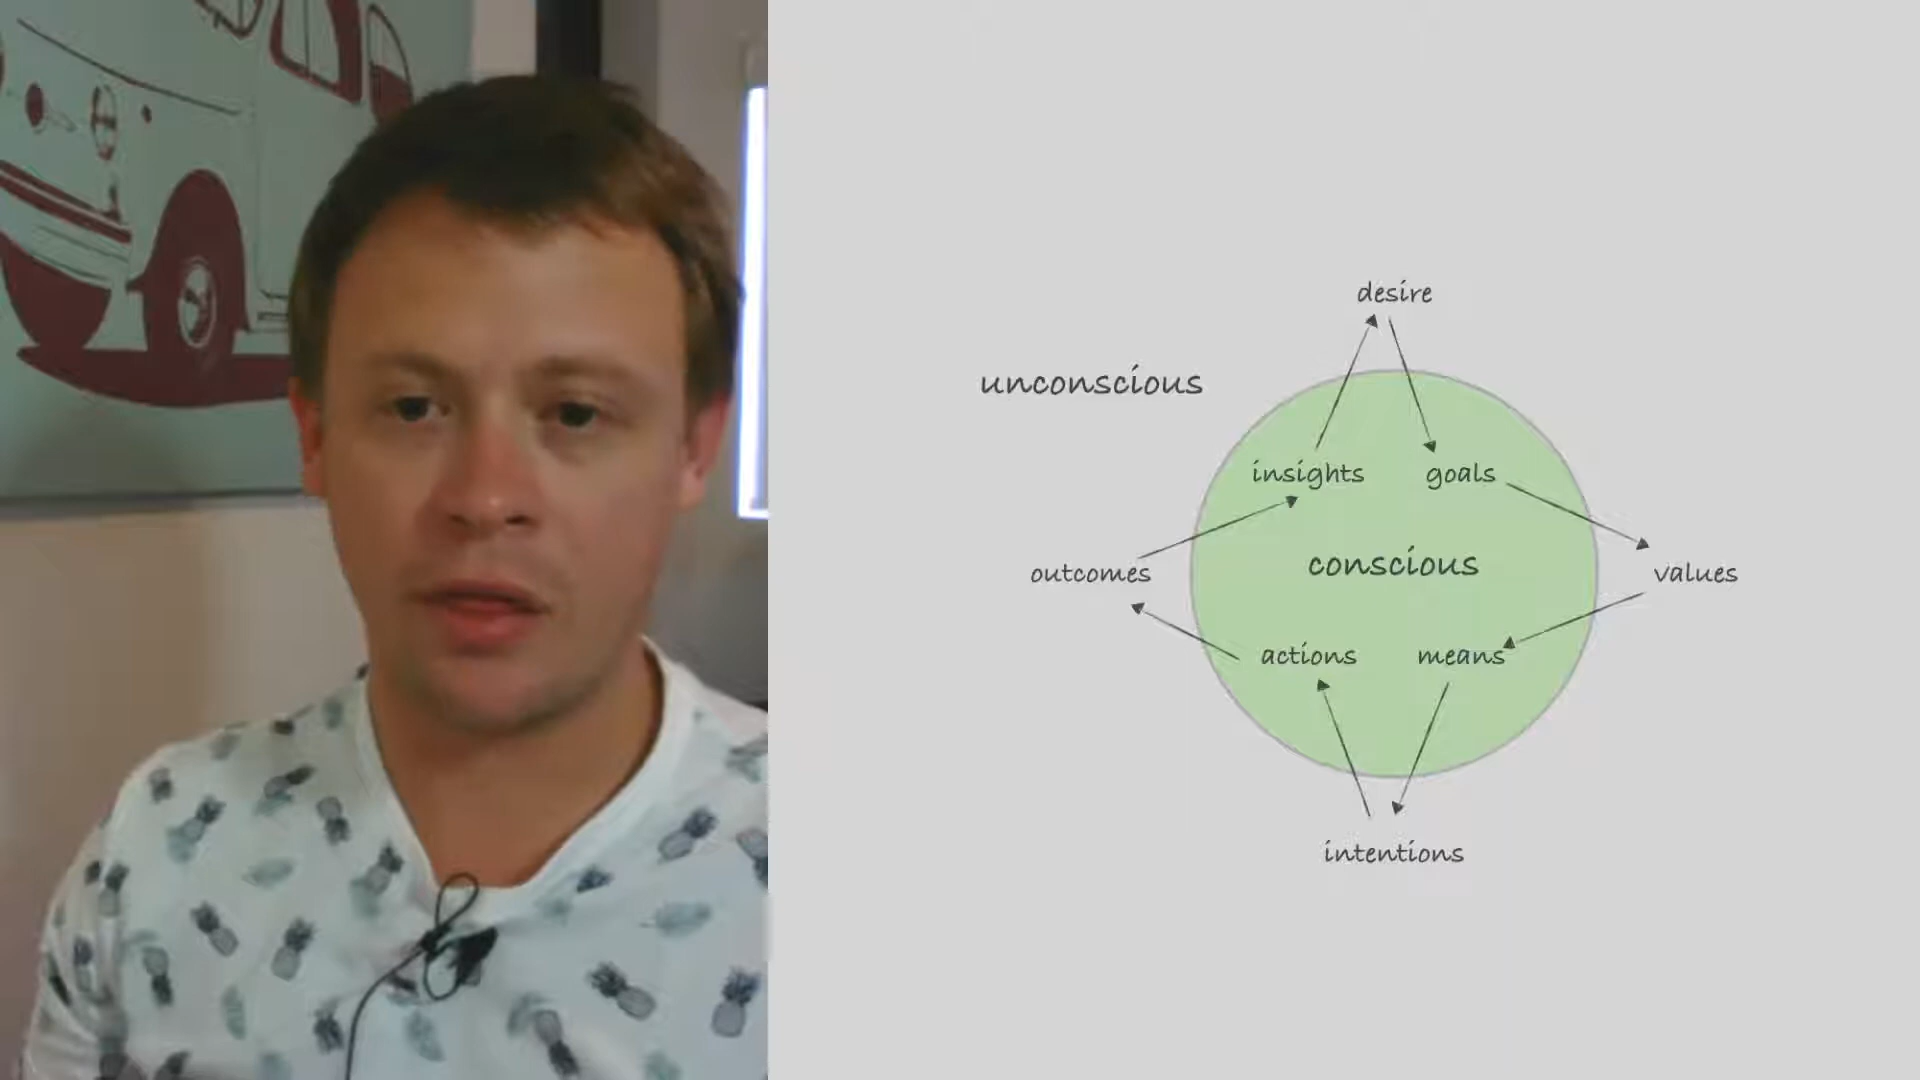 desire
unconscious
insights
goals
conscious
outcomes
values
actions
means
intentions